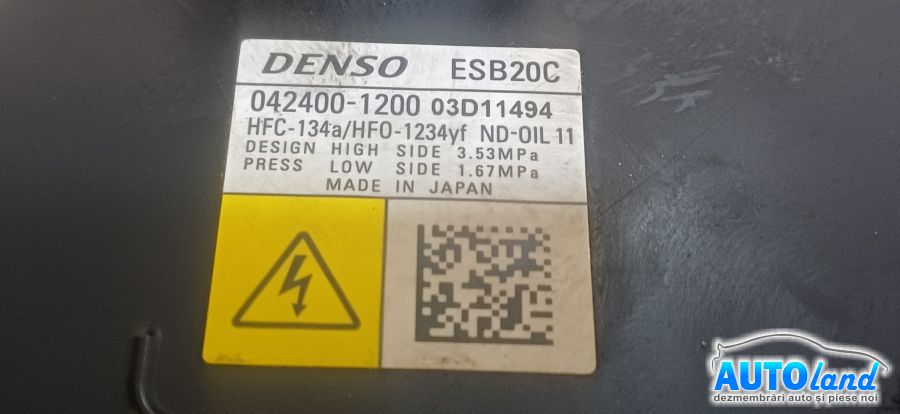 DENSO ESB20C
042400-1200 03D11494
HFC-134a/HFO-1234yf ND-OIL 11
DESIGN HIGH SIDE 3.53MPa
PRESS LOW SIDE 1.67MPa
MADE IN JAPAN
AUTOland
dezmembrări auto și piese noi